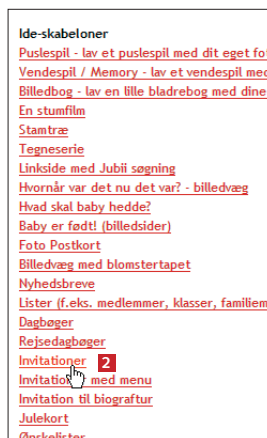 Ide-skabeloner
Puslespil - lav et puslespil med dit eget fo
Vendespil / Memory - lav et vendespil med
Billedbog - lav en lille bladrebog med dine
En stumfilm
Stamtræ
Tegneserie
Linkside med Jubii søgning
Hvornår var det nu det var? - billedvæg
Hvad skal baby hedde?
Baby er født! (billedsider)
Foto Postkort
Billedvæg med blomstertapet
Nyhedsbreve
Lister (f.eks. medlemmer, klasser, familiem
Dagbøger
Rejsedagbøger
Invitationer 2
Invitatio med menu
Invitation til biograftur
Julekort
Ønskelister